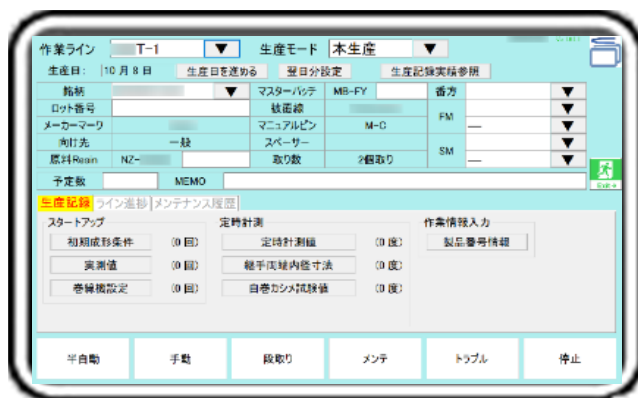 作業ライン T-1 ▼ 生産モード 本生産 ▼
生産日: 10月8日 生産日を進める 翌日分設定 生産記録実績参照
銘柄 ▼ マスターバッチ MB-FY 番方 ▼
ロット番号 被覆線 FM ▼
メーカーマーク マニュアルピン M-C — ▼
向け先 一般 スペーサー SM ▼
原料Resin NZ- 取り数 2個取り — ▼
予定数 MEMO
生産記録 ライン進捗 メンテナンス履歴
スタートアップ 定時計測 作業情報入力
初期成形条件 (0 回) 定時計測値 (0 度) 製品番号情報
実測値 (0 回) 継手両端内径寸法 (0 度)
巻線機設定 (0 回) 自巻カシメ試験値 (0 度)
半自動 手動 段取り メンテ トラブル 停止